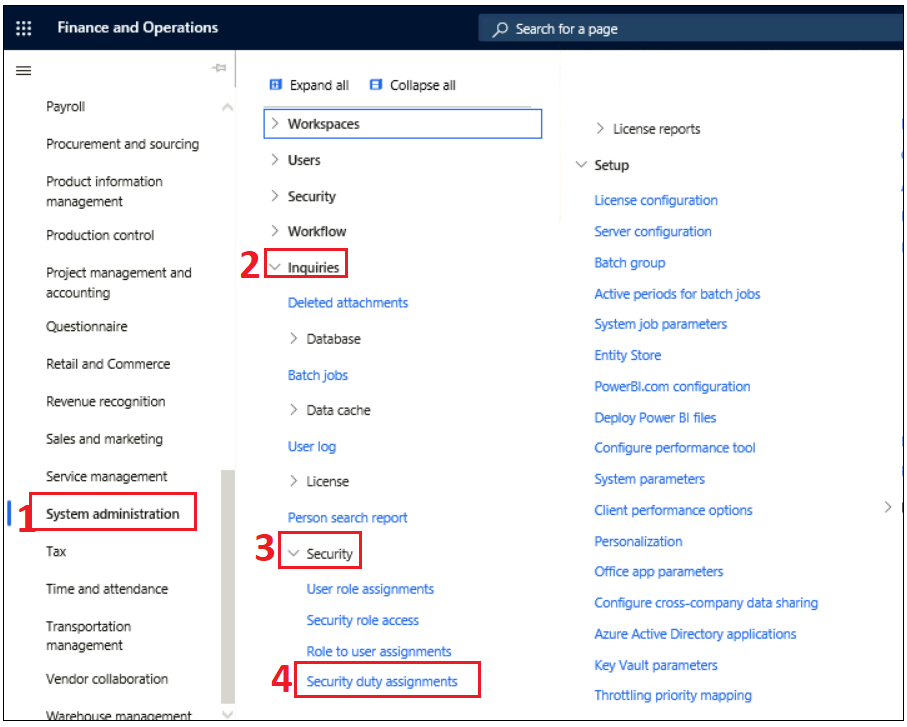 Finance and Operations
Search for a page
Payroll
Procurement and sourcing
Product information
management
Production control
Project management and
accounting
Questionnaire
Retail and Commerce
Revenue recognition
Sales and marketing
Service management
1
System administration
Tax
Time and attendance
Transportation
management
Vendor collaboration
Warehouse management
Expand all
Collapse all
Workspaces
Users
Security
Workflow
2
Inquiries
Deleted attachments
Database
Batch jobs
Data cache
User log
License
Person search report
3
Security
User role assignments
Security role access
Role to user assignments
4
Security duty assignments
License reports
Setup
License configuration
Server configuration
Batch group
Active periods for batch jobs
System job parameters
Entity Store
PowerBI.com configuration
Deploy Power BI files
Configure performance tool
System parameters
Client performance options
Personalization
Office app parameters
Configure cross-company data sharing
Azure Active Directory applications
Key Vault parameters
Throttling priority mapping